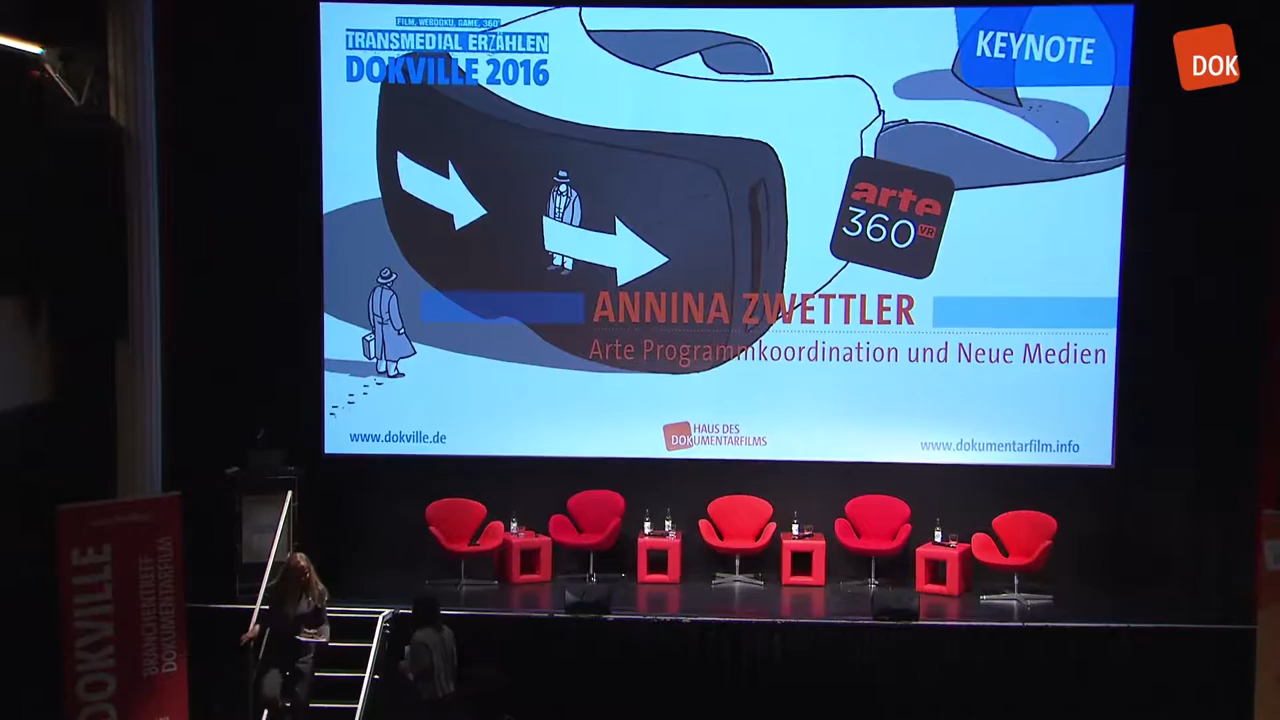 FILM, WEBDOKU, GAME, 360°
TRANSMEDIAL ERZÄHLEN
DOKVILLE 2016
KEYNOTE
DOK
arte
360 VR
ANNINA ZWETTLER
Arte Programmkoordination und Neue Medien
www.dokville.de
HAUS DES
DOKUMENTARFILMS
www.dokumentarfilm.info
DOKVILLE
BRANCHENTREFF
DOKUMENTARFILM